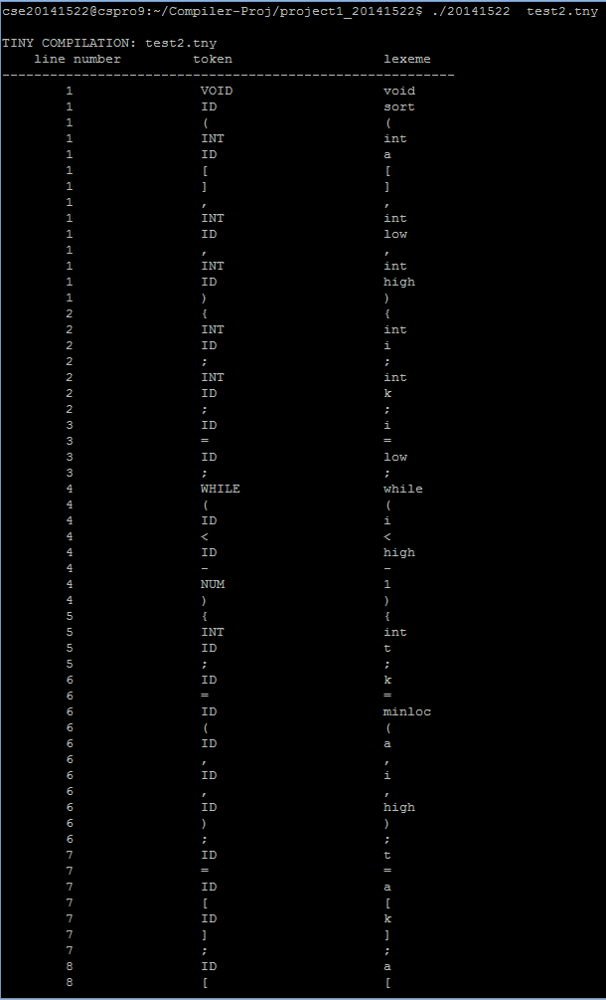 cse20141522@cspro9:~/Compiler-Proj/project1_20141522$ ./20141522  test2.tny
TINY COMPILATION: test2.tny
line number token lexeme
---------------------------------------------------------
1 VOID void
1 ID sort
1 ( (
1 INT int
1 ID a
1 [ [
1 ] ]
1 , ,
1 INT int
1 ID low
1 , ,
1 INT int
1 ID high
1 ) )
2 { {
2 INT int
2 ID i
2 ; ;
2 INT int
2 ID k
2 ; ;
3 ID i
3 = =
3 ID low
3 ; ;
4 WHILE while
4 ( (
4 ID i
4 < <
4 ID high
4 - -
4 NUM 1
4 ) )
5 { {
5 INT int
5 ID t
5 ; ;
6 ID k
6 = =
6 ID minloc
6 ( (
6 ID a
6 , ,
6 ID i
6 , ,
6 ID high
6 ) )
6 ; ;
7 ID t
7 = =
7 ID a
7 [ [
7 ID k
7 ] ]
7 ; ;
8 ID a
8 [ [